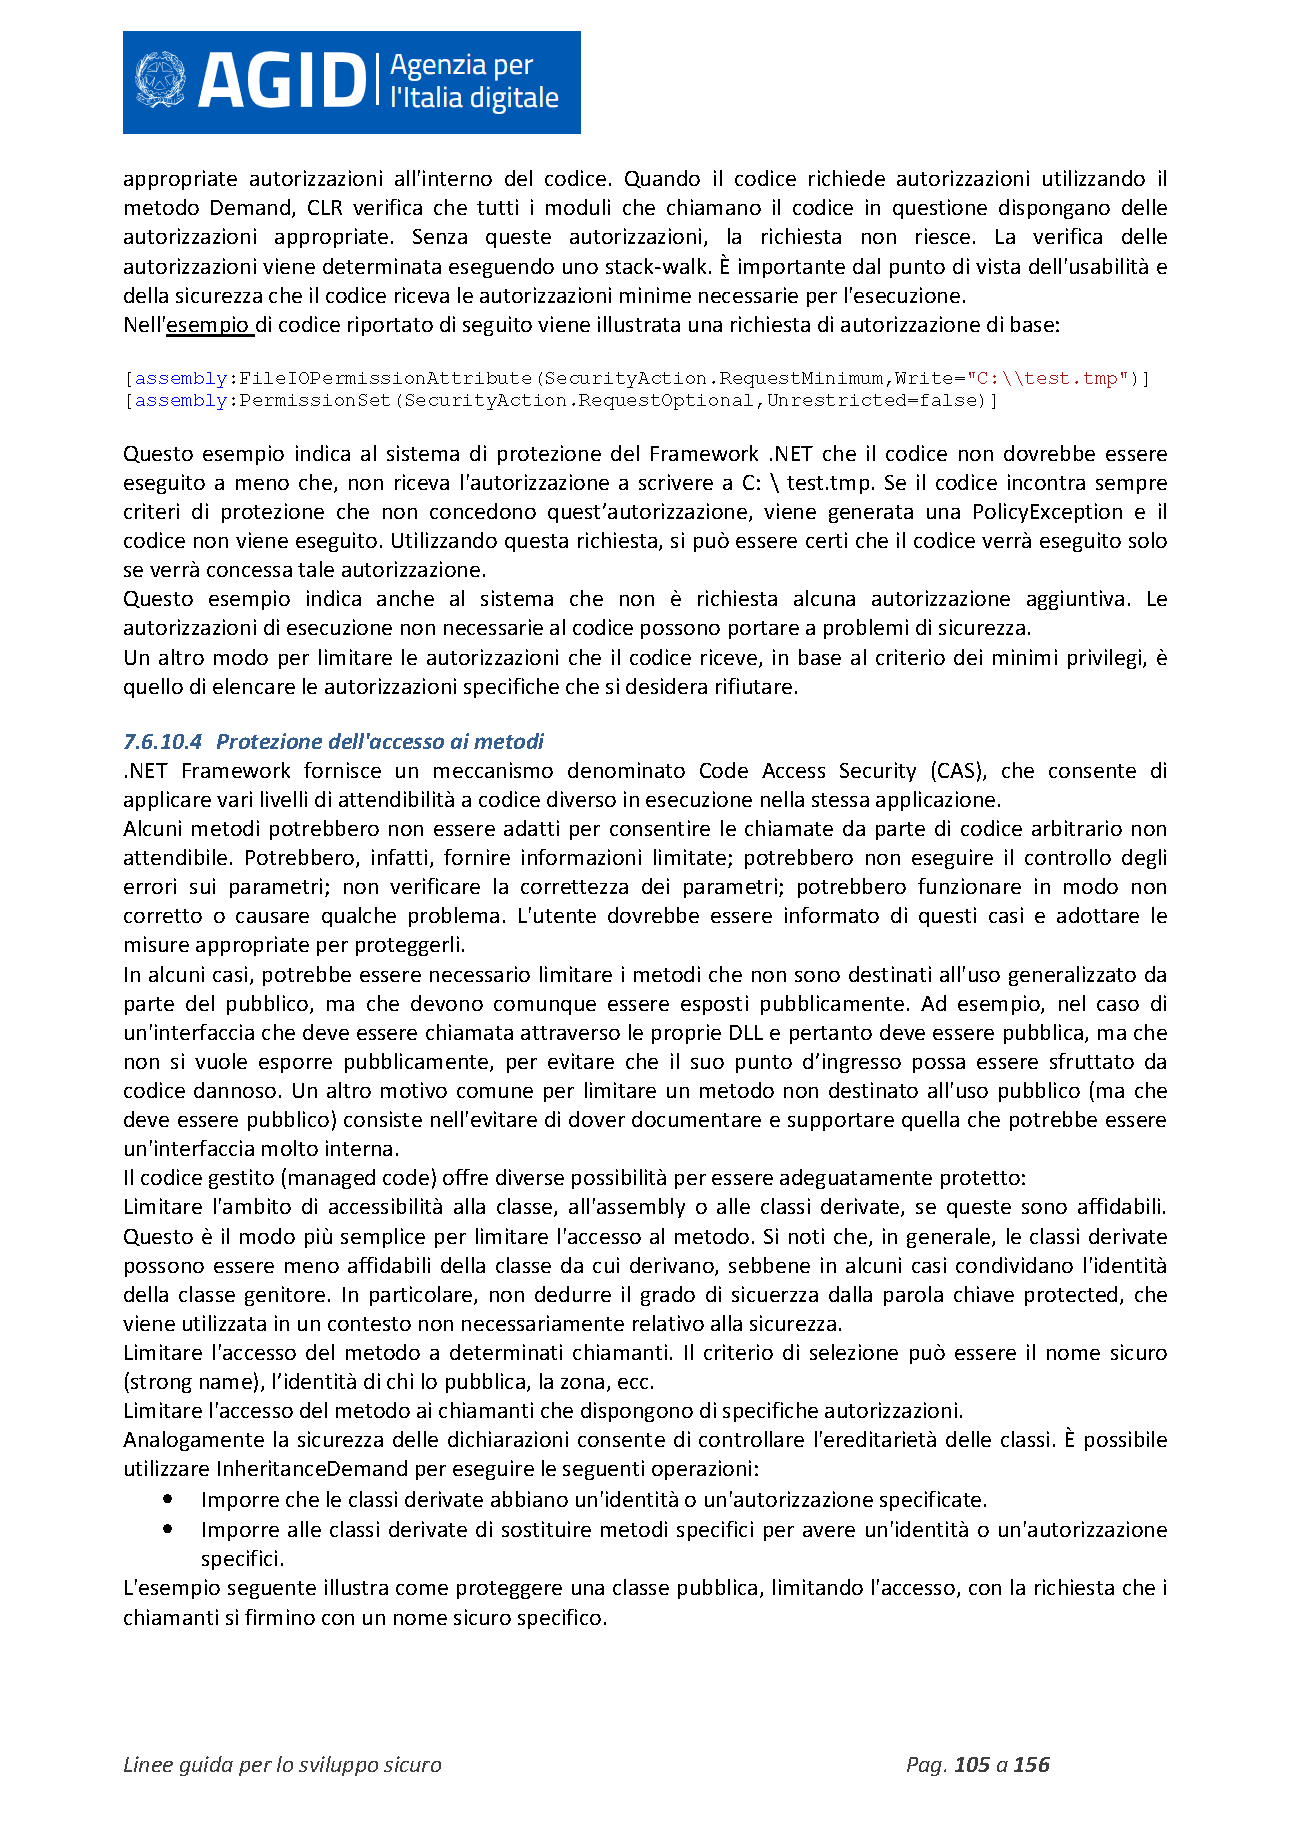 AGID
Agenzia per
l'Italia digitale
appropriate autorizzazioni all'interno del codice. Quando il codice richiede autorizzazioni utilizzando il
metodo Demand, CLR verifica che tutti i moduli che chiamano il codice in questione dispongano delle
autorizzazioni appropriate. Senza queste autorizzazioni, la richiesta non riesce. La verifica delle
autorizzazioni viene determinata eseguendo uno stack-walk. È importante dal punto di vista dell'usabilità e
della sicurezza che il codice riceva le autorizzazioni minime necessarie per l'esecuzione.
Nell'esempio di codice riportato di seguito viene illustrata una richiesta di autorizzazione di base:
[assembly:FileIOPermissionAttribute(SecurityAction.RequestMinimum,Write="C:\\test.tmp")]
[assembly:PermissionSet(SecurityAction.RequestOptional,Unrestricted=false)]
Questo esempio indica al sistema di protezione del Framework .NET che il codice non dovrebbe essere
eseguito a meno che, non riceva l'autorizzazione a scrivere a C: \ test.tmp. Se il codice incontra sempre
criteri di protezione che non concedono quest’autorizzazione, viene generata una PolicyException e il
codice non viene eseguito. Utilizzando questa richiesta, si può essere certi che il codice verrà eseguito solo
se verrà concessa tale autorizzazione.
Questo esempio indica anche al sistema che non è richiesta alcuna autorizzazione aggiuntiva. Le
autorizzazioni di esecuzione non necessarie al codice possono portare a problemi di sicurezza.
Un altro modo per limitare le autorizzazioni che il codice riceve, in base al criterio dei minimi privilegi, è
quello di elencare le autorizzazioni specifiche che si desidera rifiutare.
7.6.10.4 Protezione dell'accesso ai metodi
.NET Framework fornisce un meccanismo denominato Code Access Security (CAS), che consente di
applicare vari livelli di attendibilità a codice diverso in esecuzione nella stessa applicazione.
Alcuni metodi potrebbero non essere adatti per consentire le chiamate da parte di codice arbitrario non
attendibile. Potrebbero, infatti, fornire informazioni limitate; potrebbero non eseguire il controllo degli
errori sui parametri; non verificare la correttezza dei parametri; potrebbero funzionare in modo non
corretto o causare qualche problema. L'utente dovrebbe essere informato di questi casi e adottare le
misure appropriate per proteggerli.
In alcuni casi, potrebbe essere necessario limitare i metodi che non sono destinati all'uso generalizzato da
parte del pubblico, ma che devono comunque essere esposti pubblicamente. Ad esempio, nel caso di
un'interfaccia che deve essere chiamata attraverso le proprie DLL e pertanto deve essere pubblica, ma che
non si vuole esporre pubblicamente, per evitare che il suo punto d’ingresso possa essere sfruttato da
codice dannoso. Un altro motivo comune per limitare un metodo non destinato all'uso pubblico (ma che
deve essere pubblico) consiste nell'evitare di dover documentare e supportare quella che potrebbe essere
un'interfaccia molto interna.
Il codice gestito (managed code) offre diverse possibilità per essere adeguatamente protetto:
Limitare l'ambito di accessibilità alla classe, all'assembly o alle classi derivate, se queste sono affidabili.
Questo è il modo più semplice per limitare l'accesso al metodo. Si noti che, in generale, le classi derivate
possono essere meno affidabili della classe da cui derivano, sebbene in alcuni casi condividano l'identità
della classe genitore. In particolare, non dedurre il grado di sicuerzza dalla parola chiave protected, che
viene utilizzata in un contesto non necessariamente relativo alla sicurezza.
Limitare l'accesso del metodo a determinati chiamanti. Il criterio di selezione può essere il nome sicuro
(strong name), l’identità di chi lo pubblica, la zona, ecc.
Limitare l'accesso del metodo ai chiamanti che dispongono di specifiche autorizzazioni.
Analogamente la sicurezza delle dichiarazioni consente di controllare l'ereditarietà delle classi. È possibile
utilizzare InheritanceDemand per eseguire le seguenti operazioni:
• Imporre che le classi derivate abbiano un'identità o un'autorizzazione specificate.
• Imporre alle classi derivate di sostituire metodi specifici per avere un'identità o un'autorizzazione
specifici.
L'esempio seguente illustra come proteggere una classe pubblica, limitando l'accesso, con la richiesta che i
chiamanti si firmino con un nome sicuro specifico.
Linee guida per lo sviluppo sicuro Pag. 105 a 156